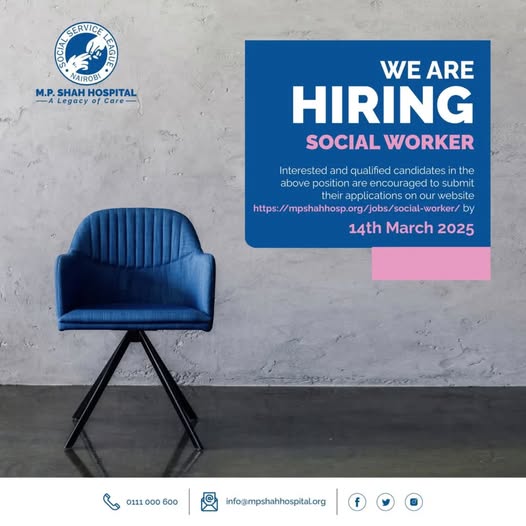 SOCIAL SERVICE LEAGUE
NAIROBI
M.P. SHAH HOSPITAL
A Legacy of Care
WE ARE
HIRING
SOCIAL WORKER
Interested and qualified candidates in the
above position are encouraged to submit
their applications on our website
https://mpshahhosp.org/jobs/social-worker/ by
14th March 2025
0111 000 600
info@mpshahhospital.org